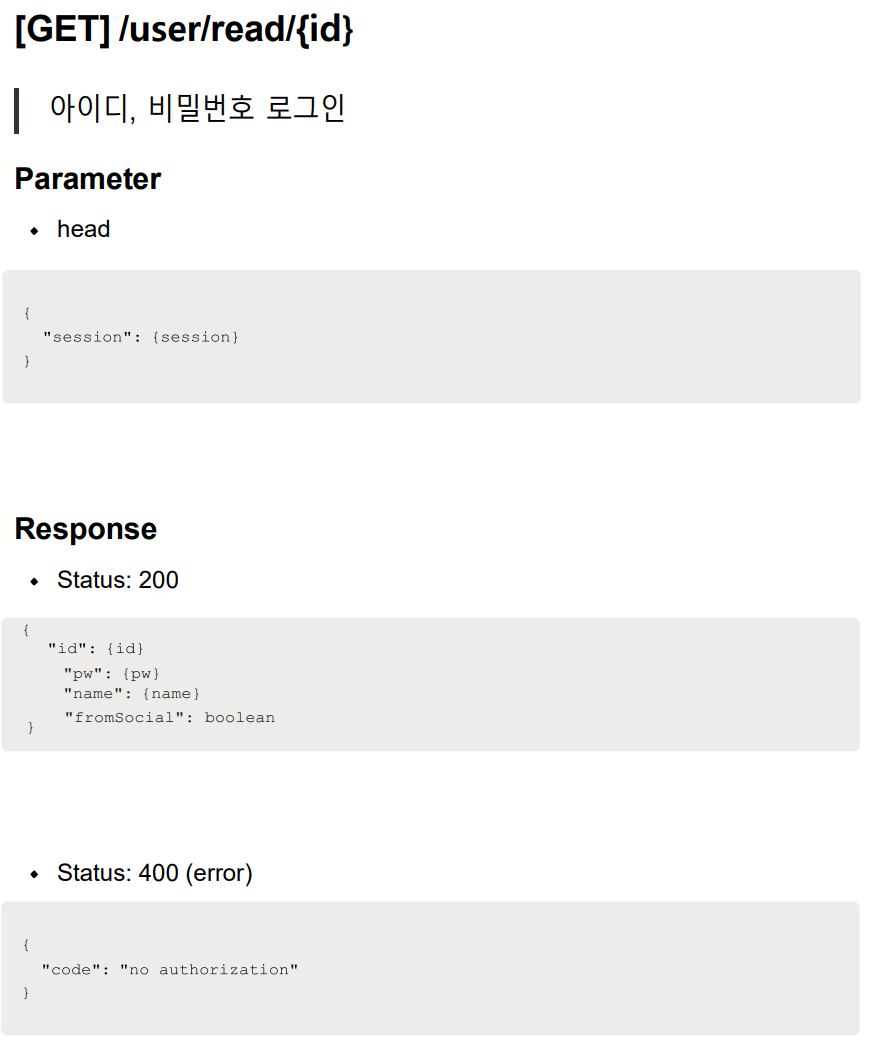 [GET] /user/read/{id}
아이디, 비밀번호 로그인
Parameter
• head
{
"session": {session}
}
Response
• Status: 200
{
"id": {id}
"pw": {pw}
"name": {name}
"fromSocial": boolean
}
• Status: 400 (error)
{
"code": "no authorization"
}